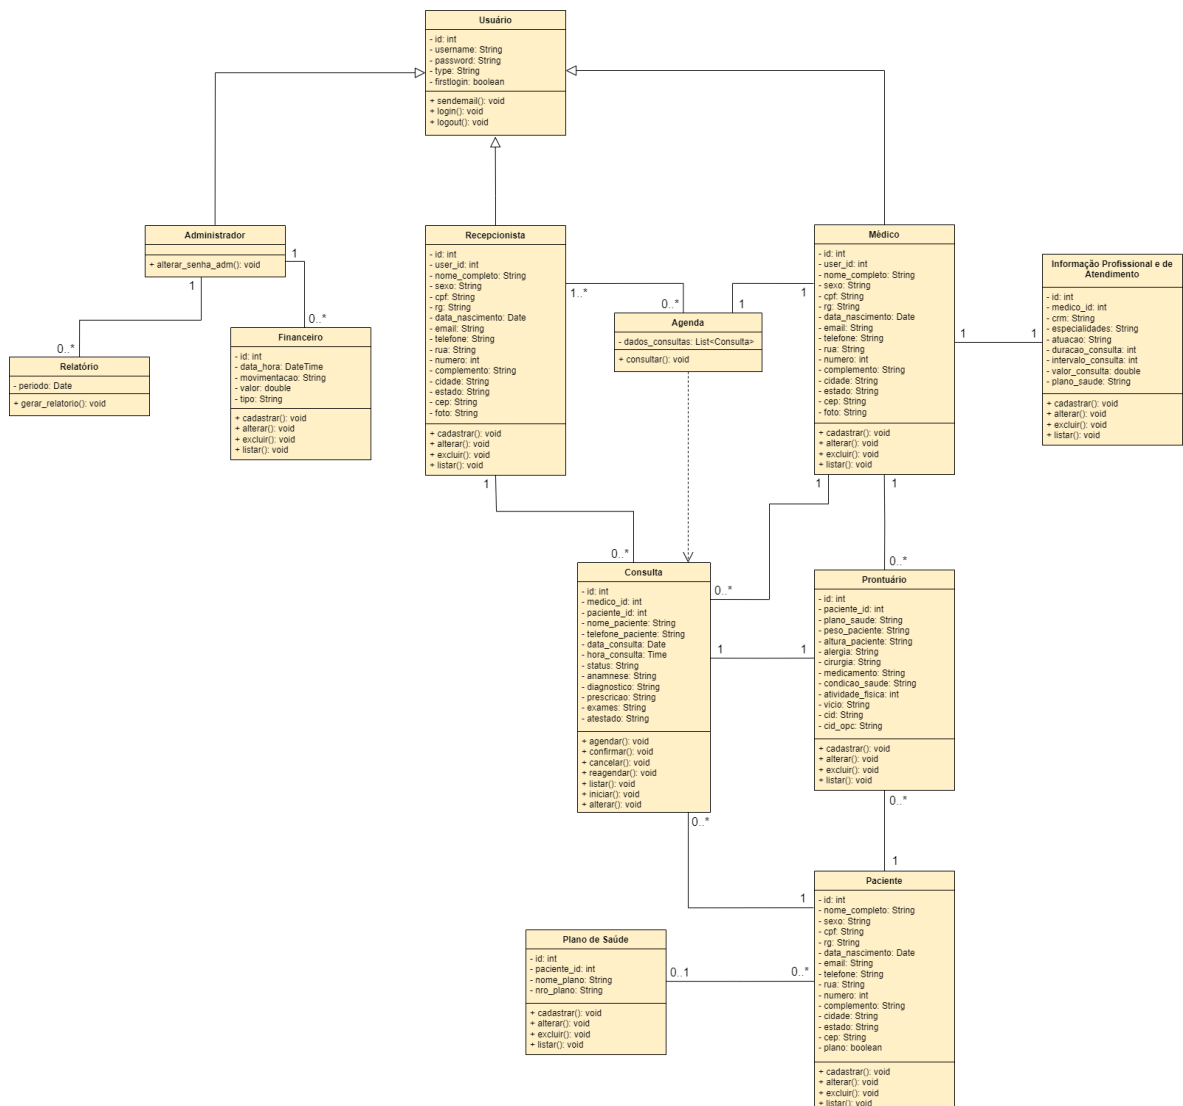 Usuário
- id: int
- username: String
- password: String
- type: String
- firstlogin: boolean
+ sendemail(): void
+ login(): void
+ logout(): void
Administrador
+ alterar_senha_adm(): void
1
1
0..*
0..*
Relatório
- periodo: Date
+ gerar_relatorio(): void
Financeiro
- id: int
- data_hora: DateTime
- movimentacao: String
- valor: double
- tipo: String
+ cadastrar(): void
+ alterar(): void
+ excluir(): void
+ listar(): void
Recepcionista
- id: int
- user_id: int
- nome_completo: String
- sexo: String
- cpf: String
- rg: String
- data_nascimento: Date
- email: String
- telefone: String
- rua: String
- numero: int
- complemento: String
- cidade: String
- estado: String
- cep: String
- foto: String
+ cadastrar(): void
+ alterar(): void
+ excluir(): void
+ listar(): void
1..*
0..*
1
1
Agenda
- dados_consultas: List<Consulta>
+ consultar(): void
Médico
- id: int
- user_id: int
- nome_completo: String
- sexo: String
- cpf: String
- rg: String
- data_nascimento: Date
- email: String
- telefone: String
- rua: String
- numero: int
- complemento: String
- cidade: String
- estado: String
- cep: String
- foto: String
+ cadastrar(): void
+ alterar(): void
+ excluir(): void
+ listar(): void
1
1
Informação Profissional e de
Atendimento
- id: int
- medico_id: int
- crm: String
- especialidades: String
- atuacao: String
- duracao_consulta: int
- intervalo_consulta: int
- valor_consulta: double
- plano_saude: String
+ cadastrar(): void
+ alterar(): void
+ excluir(): void
+ listar(): void
1
1
1
0..*
0..*
0..*
Consulta
- id: int
- medico_id: int
- paciente_id: int
- nome_paciente: String
- telefone_paciente: String
- data_consulta: Date
- hora_consulta: Time
- status: String
- anamnese: String
- diagnostico: String
- prescricao: String
- exames: String
- atestado: String
+ agendar(): void
+ confirmar(): void
+ cancelar(): void
+ reagendar(): void
+ listar(): void
+ iniciar(): void
+ alterar(): void
1
1
Prontuário
- id: int
- paciente_id: int
- plano_saude: String
- peso_paciente: String
- altura_paciente: String
- alergia: String
- cirurgia: String
- medicamento: String
- condicao_saude: String
- atividade_fisica: int
- vicio: String
- cid: String
- cid_opc: String
+ cadastrar(): void
+ alterar(): void
+ excluir(): void
+ listar(): void
0..*
0..*
1
1
Plano de Saúde
- id: int
- paciente_id: int
- nome_plano: String
- nro_plano: String
+ cadastrar(): void
+ alterar(): void
+ excluir(): void
+ listar(): void
0..1
0..*
Paciente
- id: int
- nome_completo: String
- sexo: String
- cpf: String
- rg: String
- data_nascimento: Date
- email: String
- telefone: String
- rua: String
- numero: int
- complemento: String
- cidade: String
- estado: String
- cep: String
- plano: boolean
+ cadastrar(): void
+ alterar(): void
+ excluir(): void
+ listar(): void